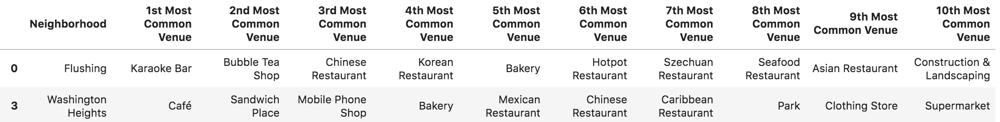 Neighborhood 1st Most Common Venue 2nd Most Common Venue 3rd Most Common Venue 4th Most Common Venue 5th Most Common Venue 6th Most Common Venue 7th Most Common Venue 8th Most Common Venue 9th Most Common Venue 10th Most Common Venue
0 Flushing Karaoke Bar Bubble Tea Shop Chinese Restaurant Korean Restaurant Bakery Hotpot Restaurant Szechuan Restaurant Seafood Restaurant Asian Restaurant Construction & Landscaping
3 Washington Heights Café Sandwich Place Mobile Phone Shop Bakery Mexican Restaurant Chinese Restaurant Caribbean Restaurant Park Clothing Store Supermarket